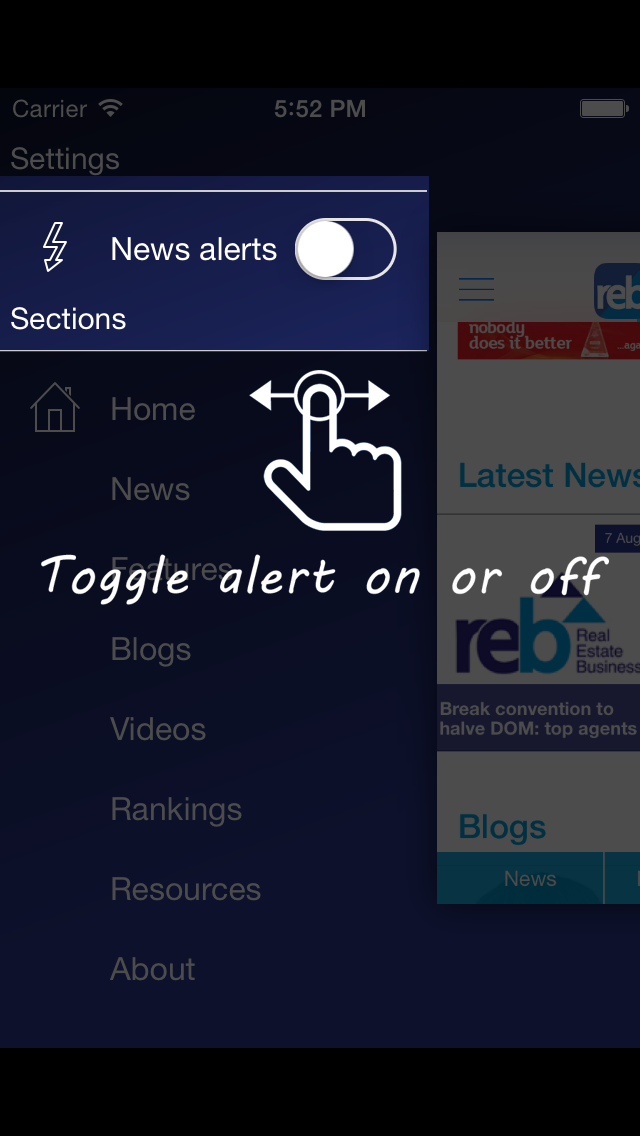 Carrier 5:52 PM
Settings
News alerts
Sections
Home
News
Features
Toggle alert on or off
Blogs
Videos
Rankings
Resources
About
reb
nobody
does it better
Latest News
7 Aug
reb Real
Estate
Business
Break convention to
halve DOM: top agents
Blogs
News